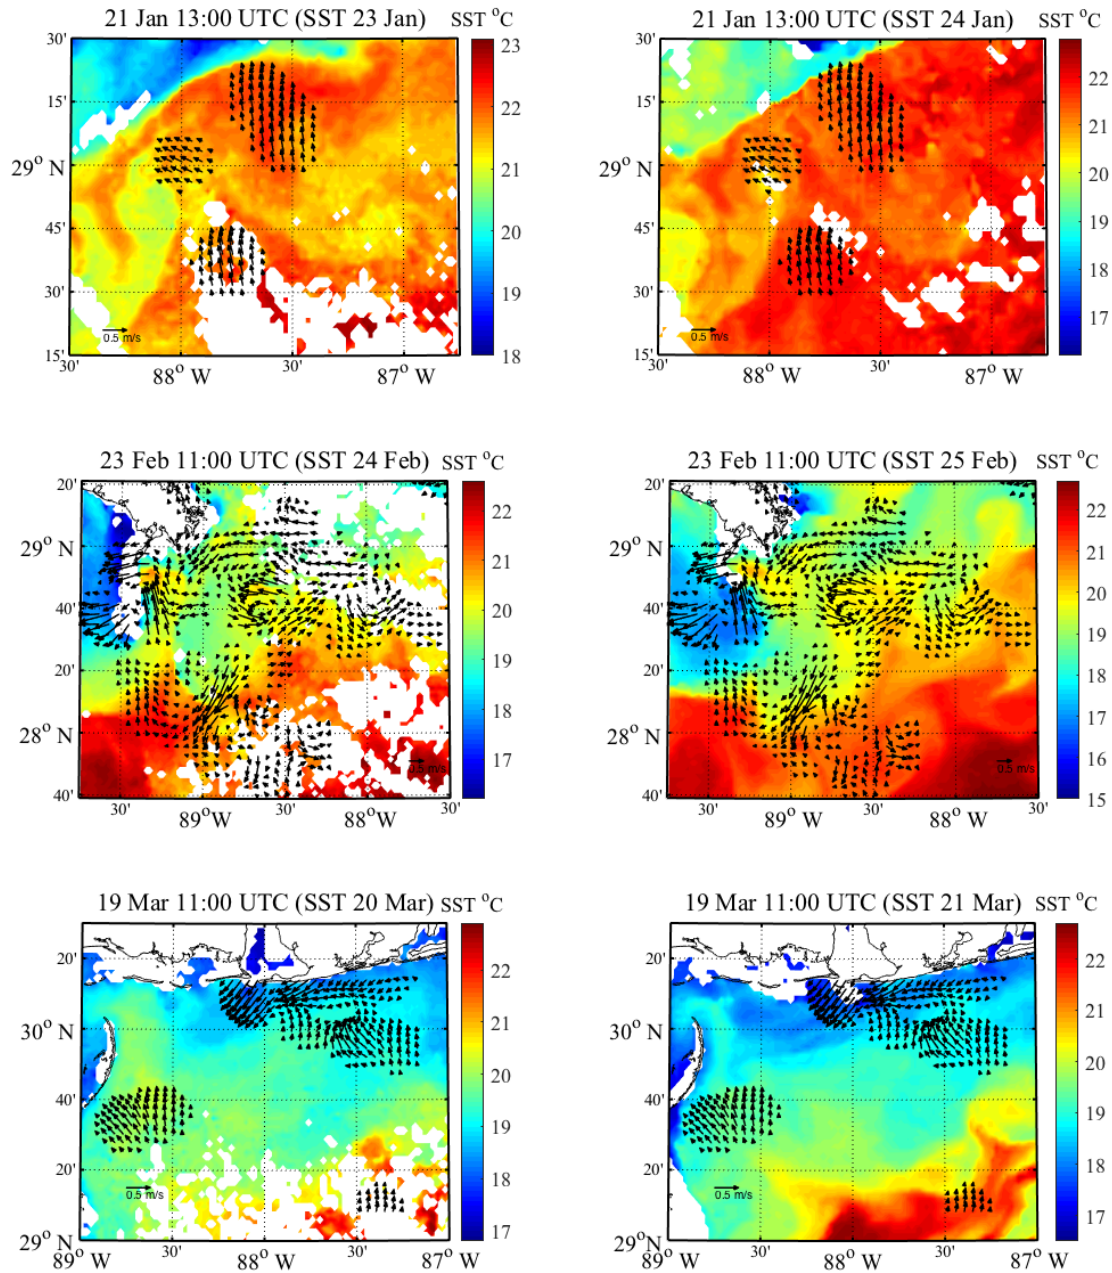 21 Jan 13:00 UTC (SST 23 Jan) SST °C
30'
15'
29° N
45'
30'
15'
0.5 m/s
30' 88° W 30' 87° W
23
22
21
20
19
18
21 Jan 13:00 UTC (SST 24 Jan) SST °C
30'
15'
29° N
45'
30'
15'
0.5 m/s
30' 88° W 30' 87° W
22
21
20
19
18
17
23 Feb 11:00 UTC (SST 24 Feb) SST °C
20'
29° N
40'
20'
28° N
40'
0.5 m/s
30' 89° W 30' 88° W 30'
22
21
20
19
18
17
23 Feb 11:00 UTC (SST 25 Feb) SST °C
20'
29° N
40'
20'
28° N
40'
0.5 m/s
30' 89° W 30' 88° W 30'
22
21
20
19
18
17
16
15
19 Mar 11:00 UTC (SST 20 Mar) SST °C
20'
30° N
40'
20'
29° N
0.5 m/s
89° W 30' 88° W 30' 87° W
22
21
20
19
18
17
19 Mar 11:00 UTC (SST 21 Mar) SST °C
20'
30° N
40'
20'
29° N
0.5 m/s
89° W 30' 88° W 30' 87° W
22
21
20
19
18
17